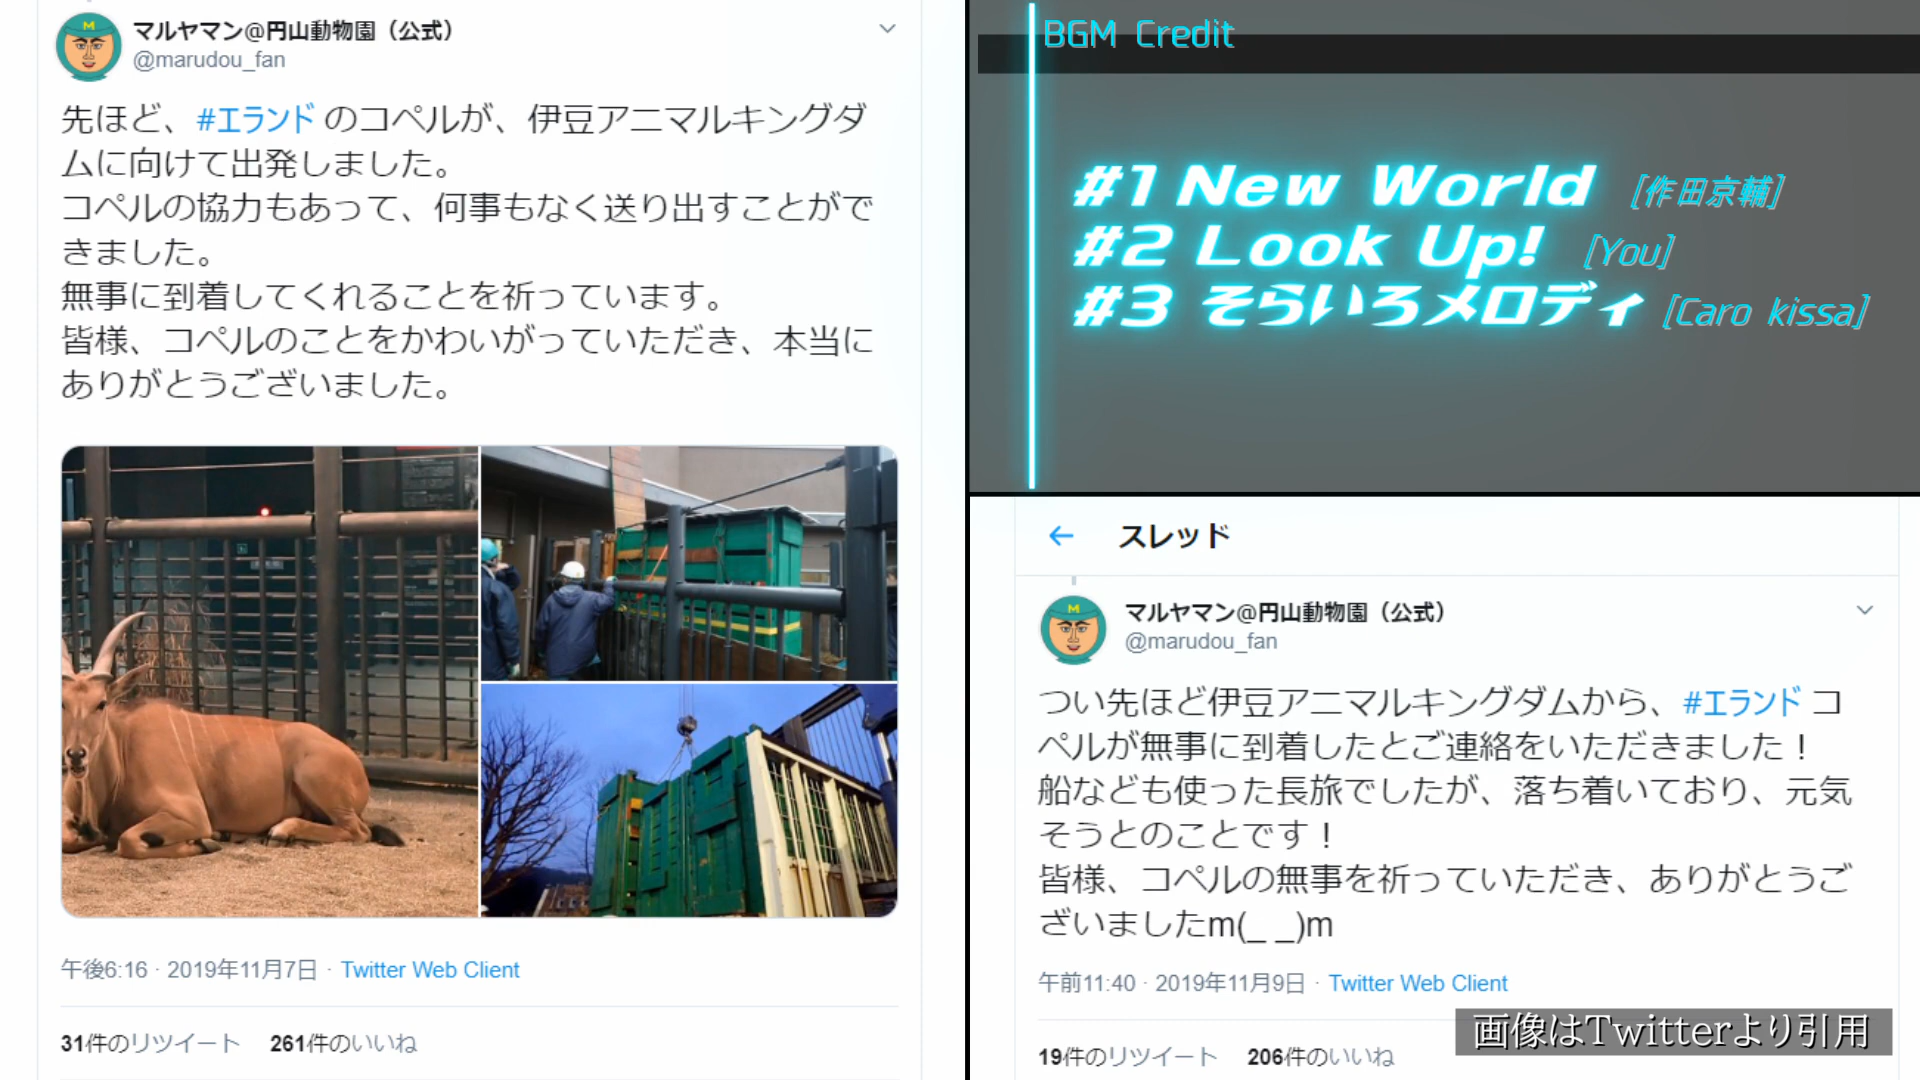 マルヤマン@円山動物園（公式）
@marudou_fan
先ほど、#エランド のコペルが、伊豆アニマルキングダ
ムに向けて出発しました。
コペルの協力もあって、何事もなく送り出すことがで
きました。
無事に到着してくれることを祈っています。
皆様、コペルのことをかわいがっていただき、本当に
ありがとうございました。
午後6:16 · 2019年11月7日 · Twitter Web Client
31件のリツイート 261件のいいね
BGM Credit
#1 New World [作田京輔]
#2 Look Up! [You]
#3 そらいろメロディ [Caro kissa]
スレッド
マルヤマン@円山動物園（公式）
@marudou_fan
つい先ほど伊豆アニマルキングダムから、#エランド コ
ペルが無事に到着したとご連絡をいただきました！
船なども使った長旅でしたが、落ち着いており、元気
そうとのことです！
皆様、コペルの無事を祈っていただき、ありがとうご
ざいましたm(_ _)m
午前11:40 · 2019年11月9日 · Twitter Web Client
19件のリツイート 206件のいいね
画像はTwitterより引用